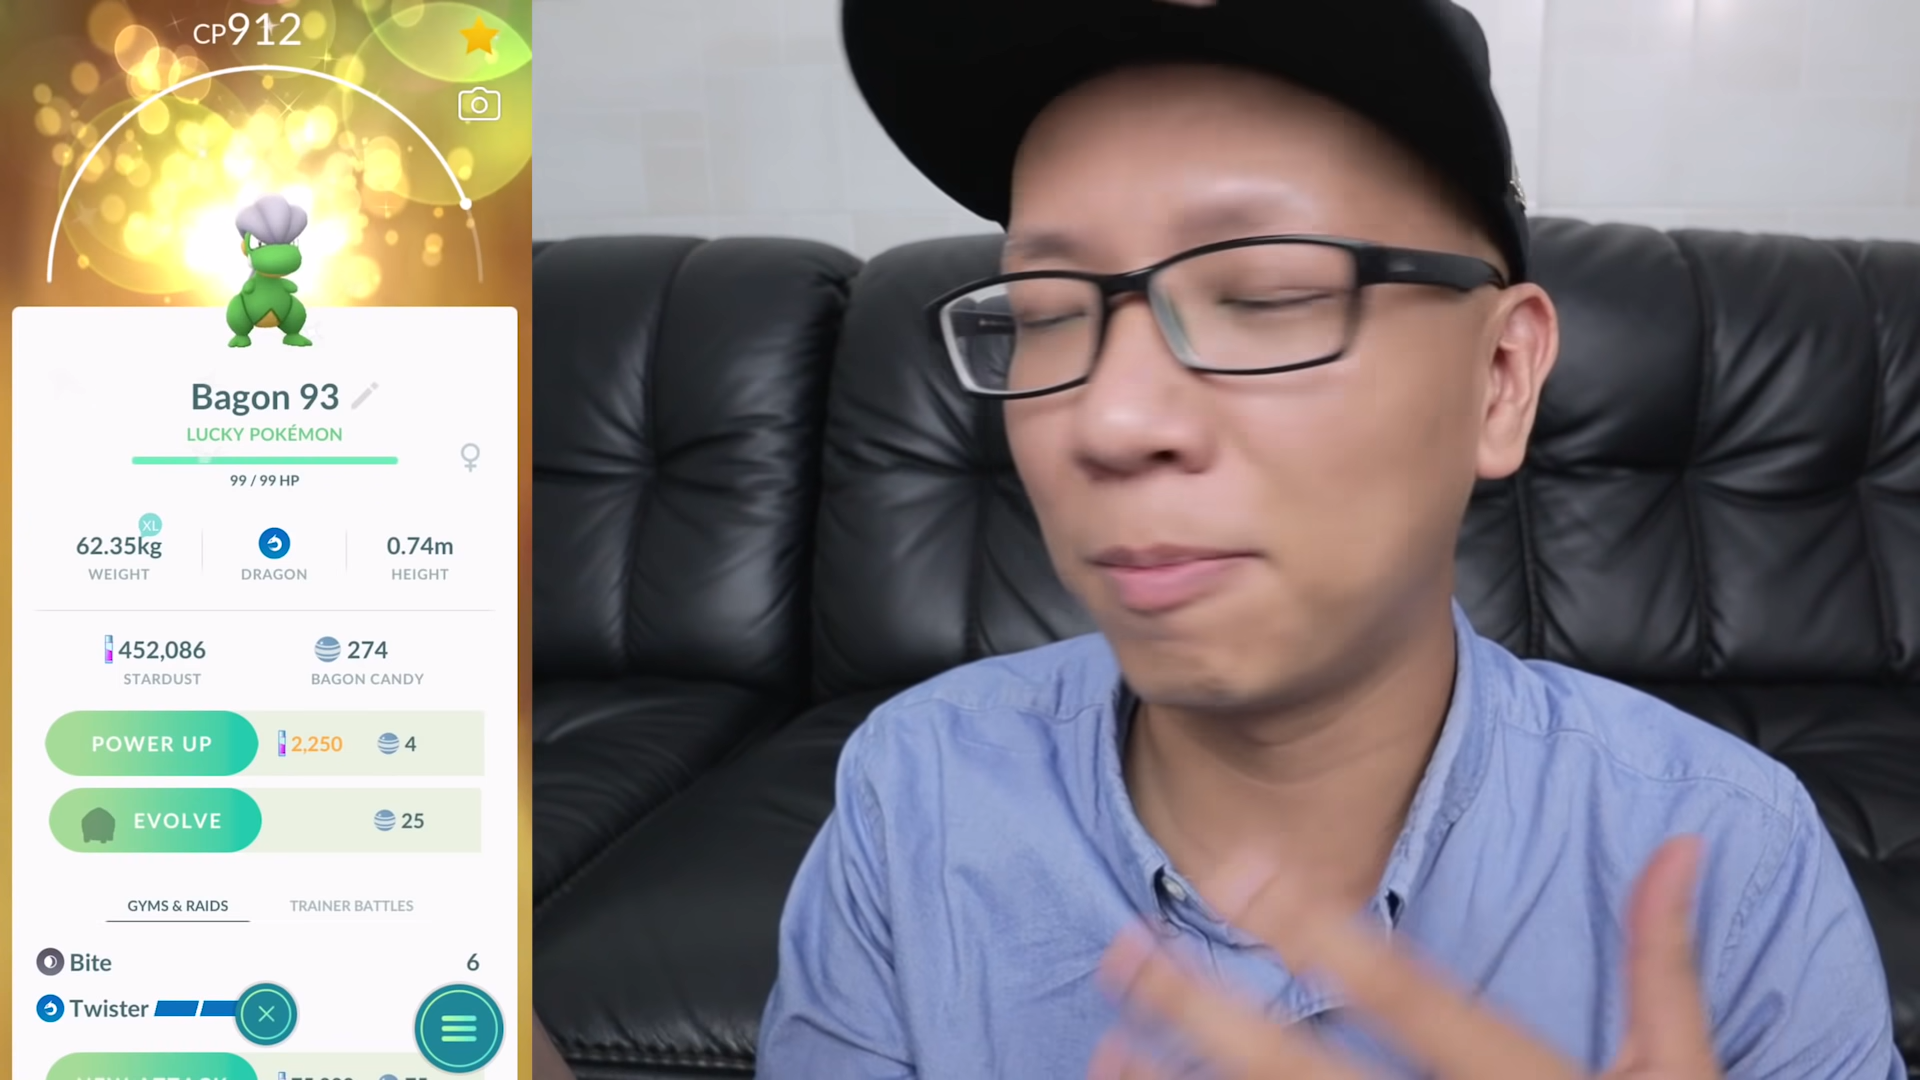 CP912
Bagon 93
LUCKY POKÉMON
99 / 99 HP
XL
62.35kg
WEIGHT
DRAGON
0.74m
HEIGHT
452,086
STARDUST
274
BAGON CANDY
POWER UP 2,250 4
EVOLVE 25
GYMS & RAIDS TRAINER BATTLES
Bite 6
Twister